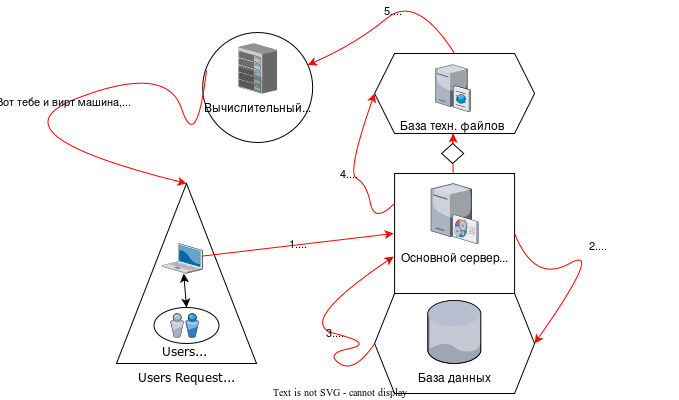 5....
Вычислительный...
Вот тебе и вирт машина,...
База техн. файлов
4....
1....
Основной сервер...
2....
3....
Users...
База данных
Users Request...
Text is not SVG - cannot display